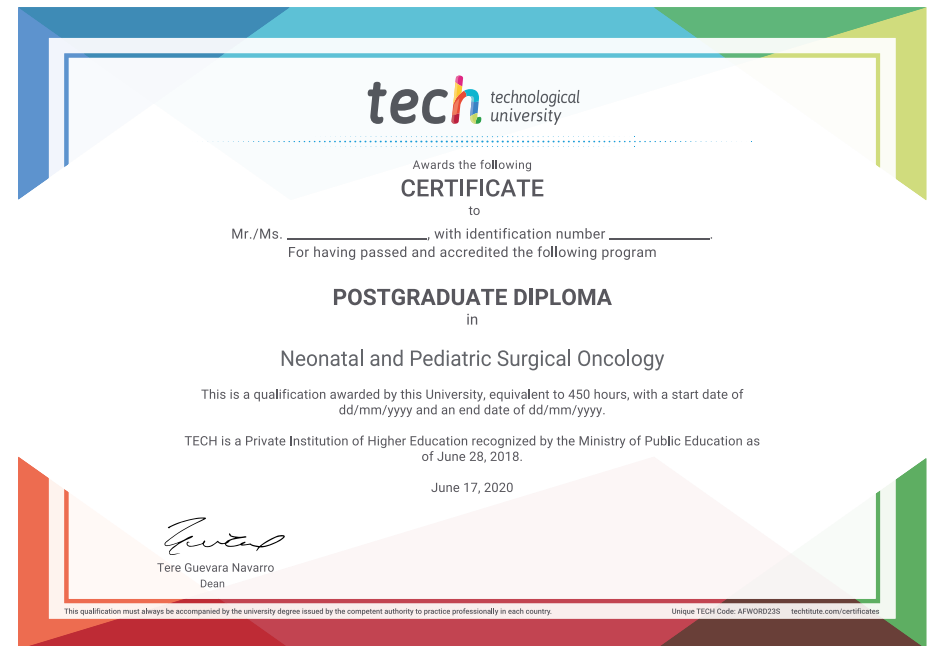 tech technological
university
Awards the following
CERTIFICATE
to
Mr./Ms. ____________________, with identification number ______________.
For having passed and accredited the following program
POSTGRADUATE DIPLOMA
in
Neonatal and Pediatric Surgical Oncology
This is a qualification awarded by this University, equivalent to 450 hours, with a start date of
dd/mm/yyyy and an end date of dd/mm/yyyy.
TECH is a Private Institution of Higher Education recognized by the Ministry of Public Education as
of June 28, 2018.
June 17, 2020
Tere Guevara Navarro
Dean
This qualification must always be accompanied by the university degree issued by the competent authority to practice professionally in each country.
Unique TECH Code: AFWORD23S techtitute.com/certificates